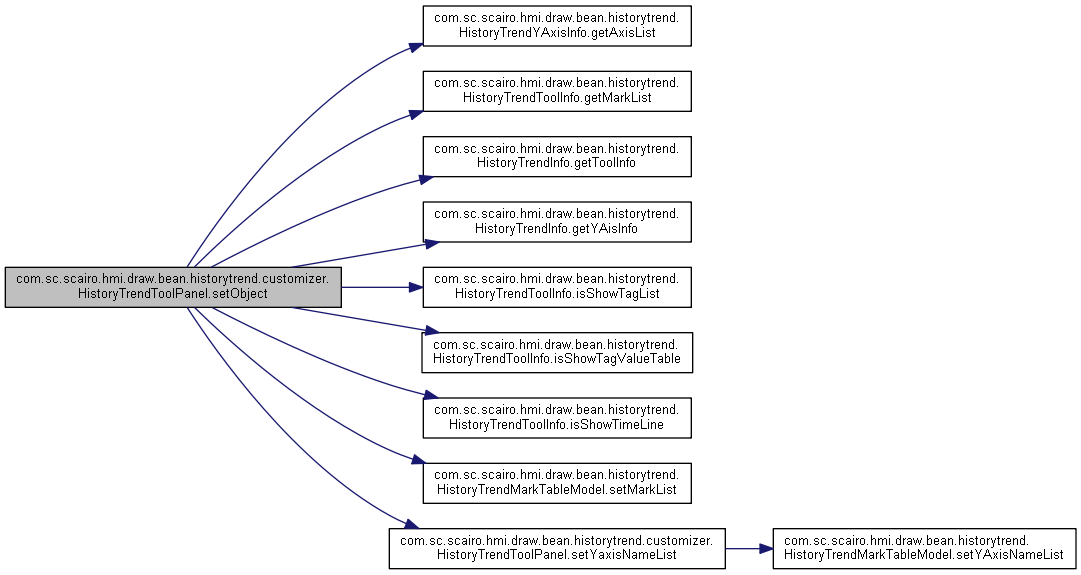 com.sc.scairo.hmi.draw.bean.historytrend.
HistoryTrendYAxisInfo.getAxisList
com.sc.scairo.hmi.draw.bean.historytrend.
HistoryTrendToolInfo.getMarkList
com.sc.scairo.hmi.draw.bean.historytrend.
HistoryTrendInfo.getToolInfo
com.sc.scairo.hmi.draw.bean.historytrend.
HistoryTrendInfo.getYAisInfo
com.sc.scairo.hmi.draw.bean.historytrend.customizer.
HistoryTrendToolPanel.setObject
com.sc.scairo.hmi.draw.bean.historytrend.
HistoryTrendToolInfo.isShowTagList
com.sc.scairo.hmi.draw.bean.historytrend.
HistoryTrendToolInfo.isShowTagValueTable
com.sc.scairo.hmi.draw.bean.historytrend.
HistoryTrendToolInfo.isShowTimeLine
com.sc.scairo.hmi.draw.bean.historytrend.
HistoryTrendMarkTableModel.setMarkList
com.sc.scairo.hmi.draw.bean.historytrend.customizer.
HistoryTrendToolPanel.setYaxisNameList
com.sc.scairo.hmi.draw.bean.historytrend.
HistoryTrendMarkTableModel.setYAxisNameList